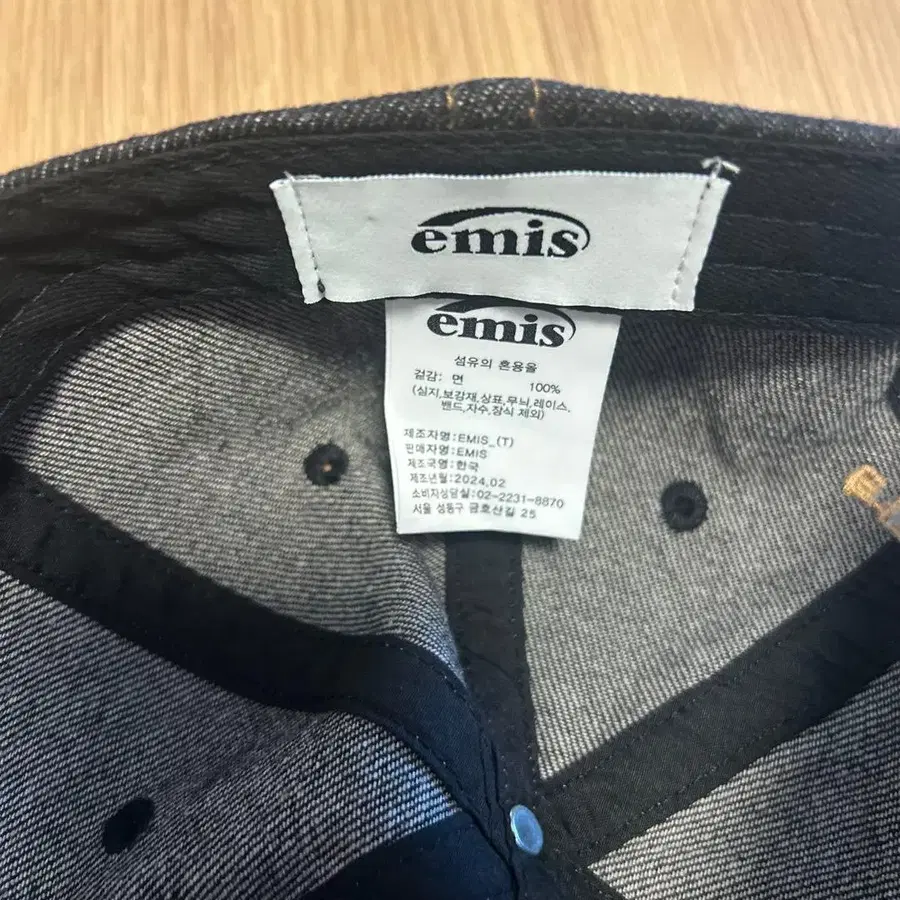 emis
emis
섬유의 혼용율
겉감: 면 100%
(심지,보강재,상표,무늬,레이스,
밴드,자수,장식 제외)
제조자명:EMIS_(T)
판매자명:EMIS
제조국명:한국
제조년월:2024.02
소비자상담실:02-2231-8870
서울 성동구 금호산길 25